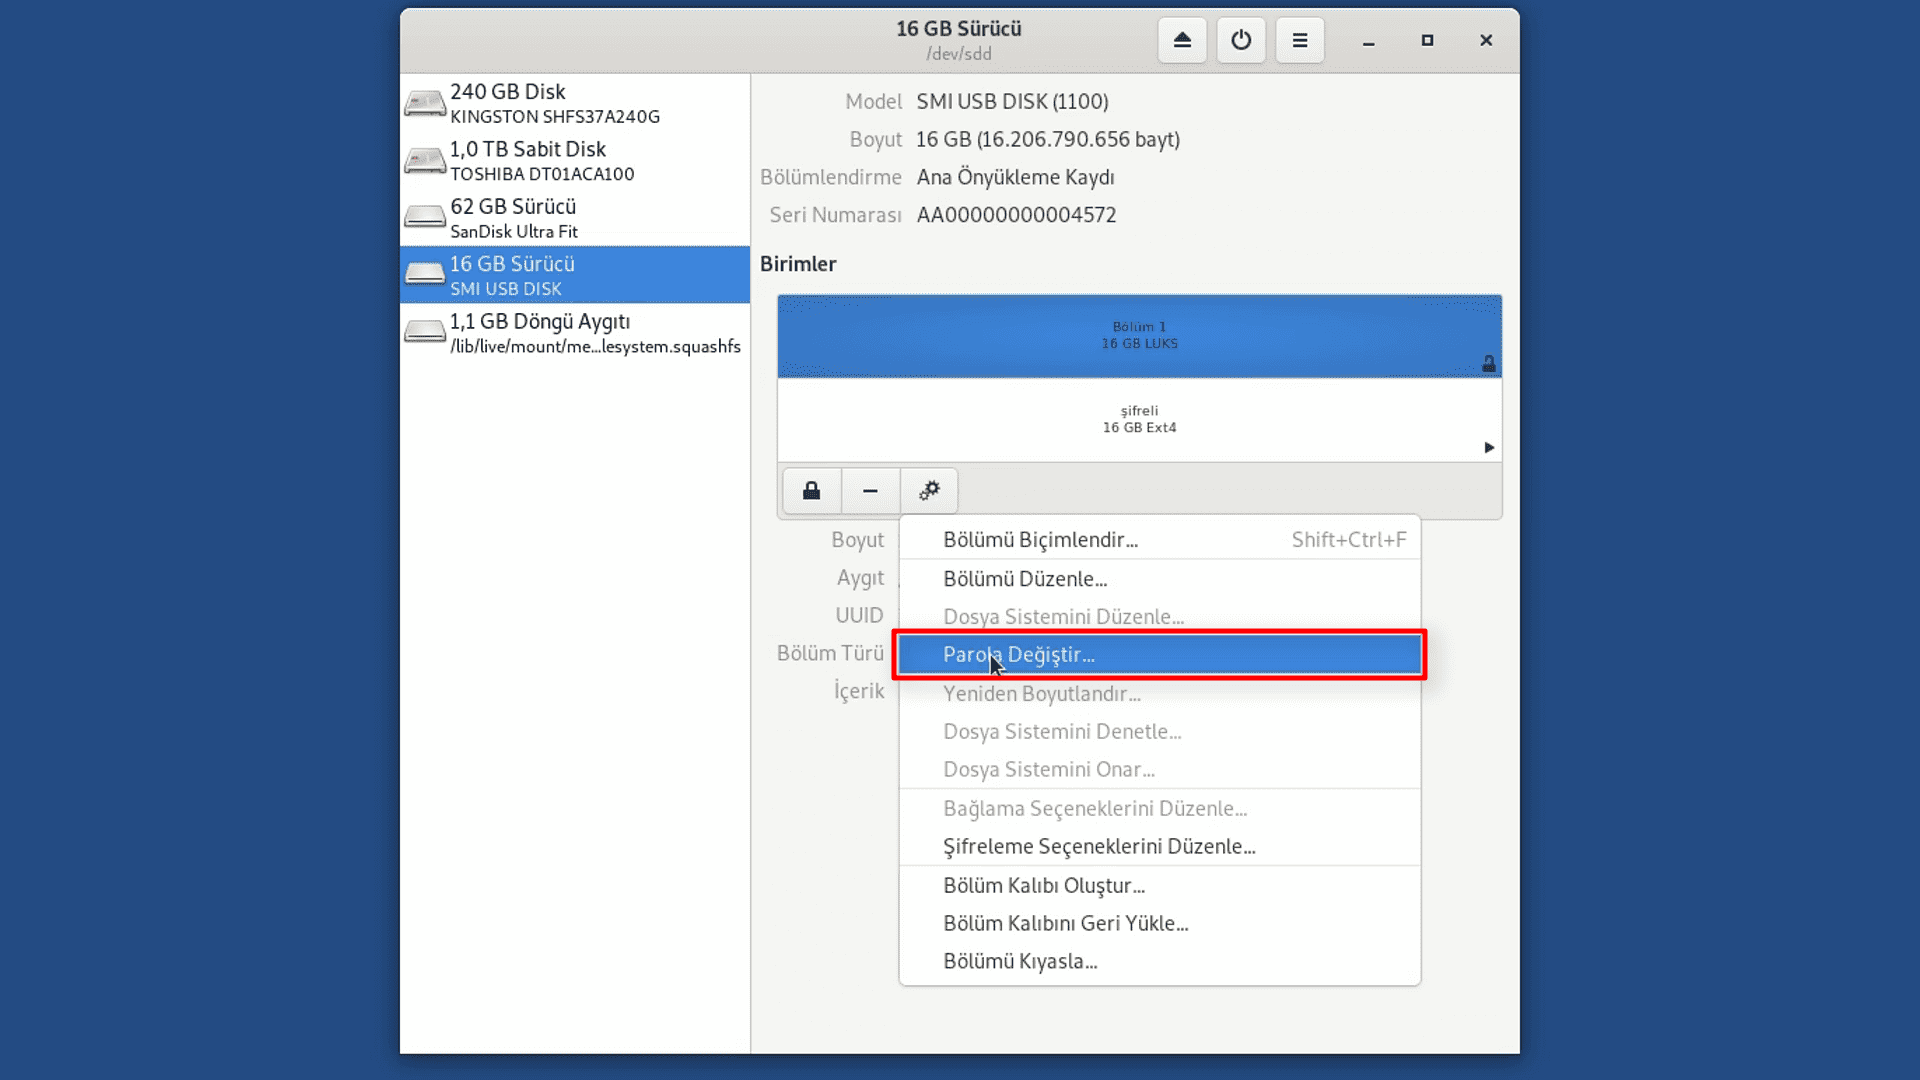 16 GB Sürücü
/dev/sdd
240 GB Disk
KINGSTON SHFS37A240G
1,0 TB Sabit Disk
TOSHIBA DT01ACA100
62 GB Sürücü
SanDisk Ultra Fit
16 GB Sürücü
SMI USB DISK
1,1 GB Döngü Aygıtı
/lib/live/mount/me...lesystem.squashfs
Model SMI USB DISK (1100)
Boyut 16 GB (16.206.790.656 bayt)
Bölümlendirme Ana Önyükleme Kaydı
Seri Numarası AA00000000004572
Birimler
Bölüm 1
16 GB LUKS
şifreli
16 GB Ext4
Boyut
Aygıt
UUID
Bölüm Türü
İçerik
Bölümü Biçimlendir... Shift+Ctrl+F
Bölümü Düzenle...
Dosya Sistemini Düzenle...
Parola Değiştir...
Yeniden Boyutlandır...
Dosya Sistemini Denetle...
Dosya Sistemini Onar...
Bağlama Seçeneklerini Düzenle...
Şifreleme Seçeneklerini Düzenle...
Bölüm Kalıbı Oluştur...
Bölüm Kalıbını Geri Yükle...
Bölümü Kıyasla...